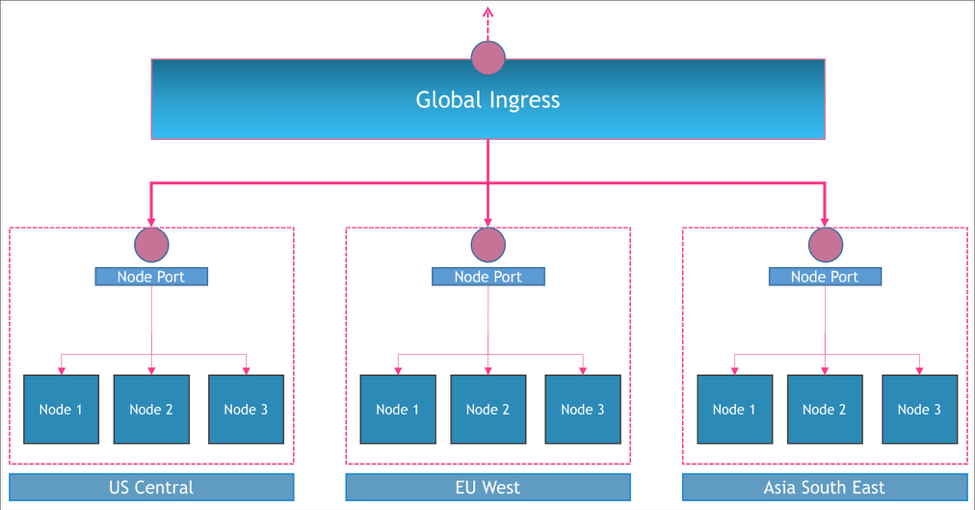 Global Ingress
Node Port
Node Port
Node Port
Node 1
Node 2
Node 3
Node 1
Node 2
Node 3
Node 1
Node 2
Node 3
US Central
EU West
Asia South East